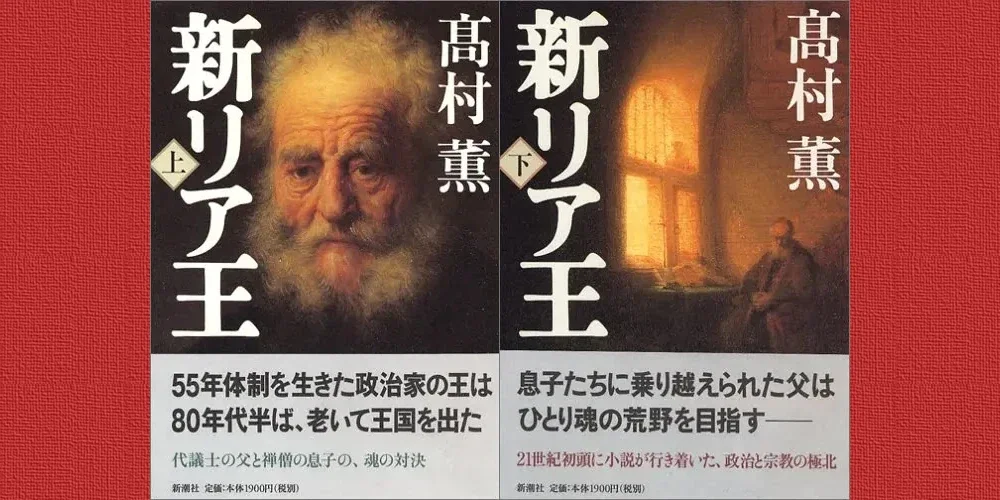 新リア王
上
髙村 薫
55年体制を生きた政治家の王は
80年代半ば、老いて王国を出た
代議士の父と禅僧の息子の、魂の対決
新潮社 定価:本体1900円(税別)
新リア王
下
髙村 薫
息子たちに乗り越えられた父は
ひとり魂の荒野を目指す――
21世紀初頭に小説が行き着いた、政治と宗教の極北
新潮社 定価:本体1900円(税別)